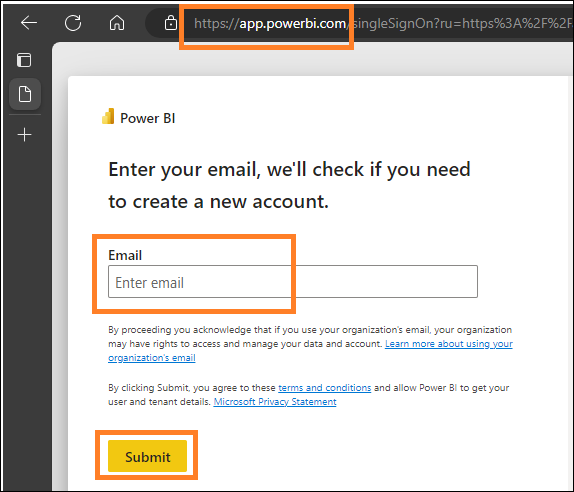 https://app.powerbi.com/singleSignOn?ru=https%3A%2F%2F
Power BI
Enter your email, we'll check if you need
to create a new account.
Email
Enter email
By proceeding you acknowledge that if you use your organization's email, your organization
may have rights to access and manage your data and account. Learn more about using your
organization's email
By clicking Submit, you agree to these terms and conditions and allow Power BI to get your
user and tenant details. Microsoft Privacy Statement
Submit